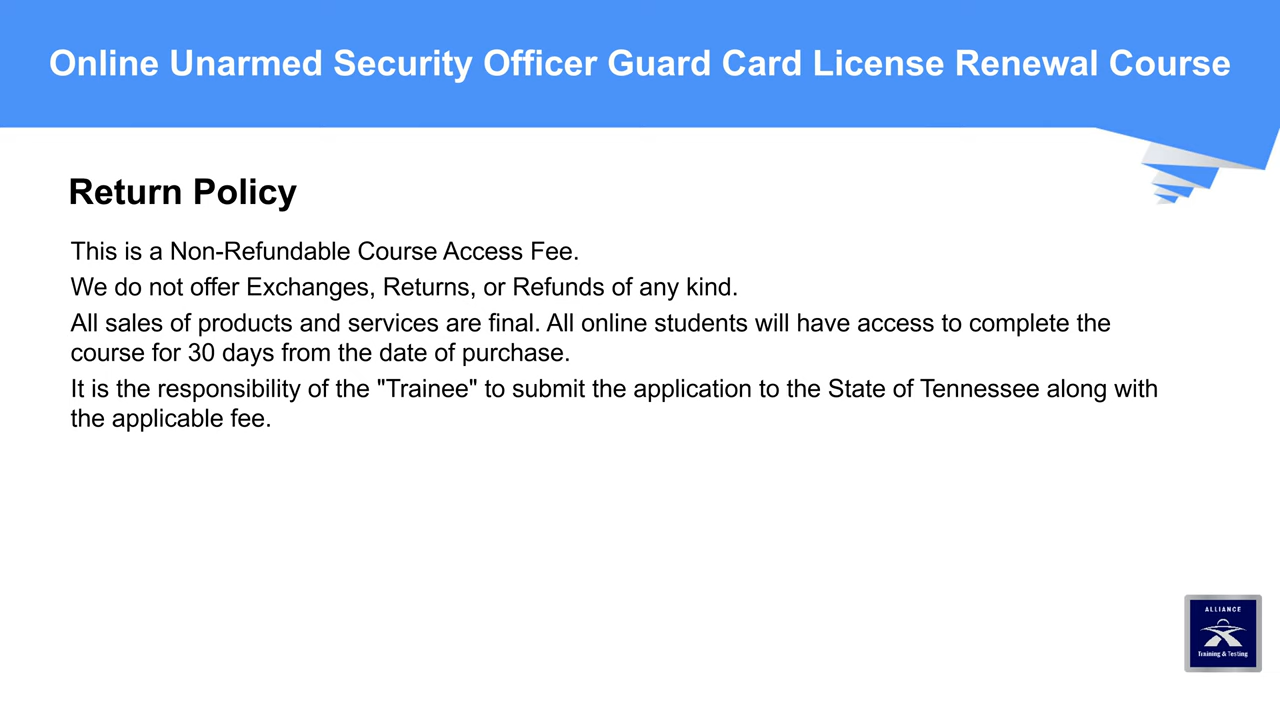 Online Unarmed Security Officer Guard Card License Renewal Course
Return Policy
This is a Non-Refundable Course Access Fee.
We do not offer Exchanges, Returns, or Refunds of any kind.
All sales of products and services are final. All online students will have access to complete the
course for 30 days from the date of purchase.
It is the responsibility of the "Trainee" to submit the application to the State of Tennessee along with
the applicable fee.
ALLIANCE
Training & Testing